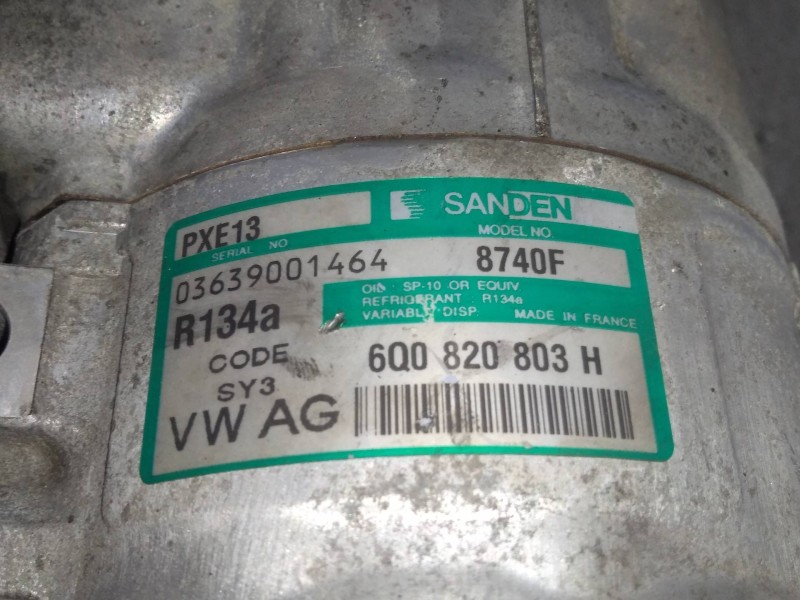 SANDEN
PXE13
MODEL NO.
SERIAL NO
8740F
03639001464
OIL: SP-10 OR EQUIV
REFRIGERANT : R134a
VARIABLE DISP.
MADE IN FRANCE
R134a
CODE
6Q0 820 803 H
SY3
VW AG